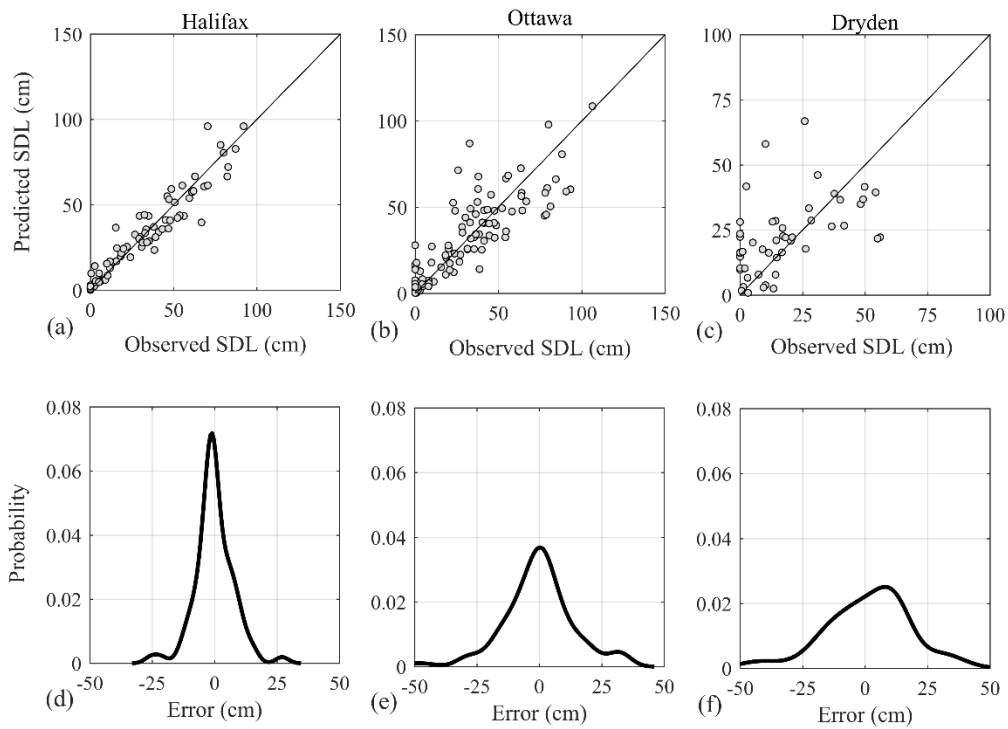 Halifax
Ottawa
Dryden
150
100
50
0
Predicted SDL (cm)
0 50 100 150
(a)
Observed SDL (cm)
150
100
50
0
0 50 100 150
(b)
Observed SDL (cm)
100
75
50
25
0
0 25 50 75 100
(c)
Observed SDL (cm)
0.08
0.06
0.04
0.02
0
Probability
-50 -25 0 25 50
(d)
Error (cm)
0.08
0.06
0.04
0.02
0
-50 -25 0 25 50
(e)
Error (cm)
0.08
0.06
0.04
0.02
0
-50 -25 0 25 50
(f)
Error (cm)